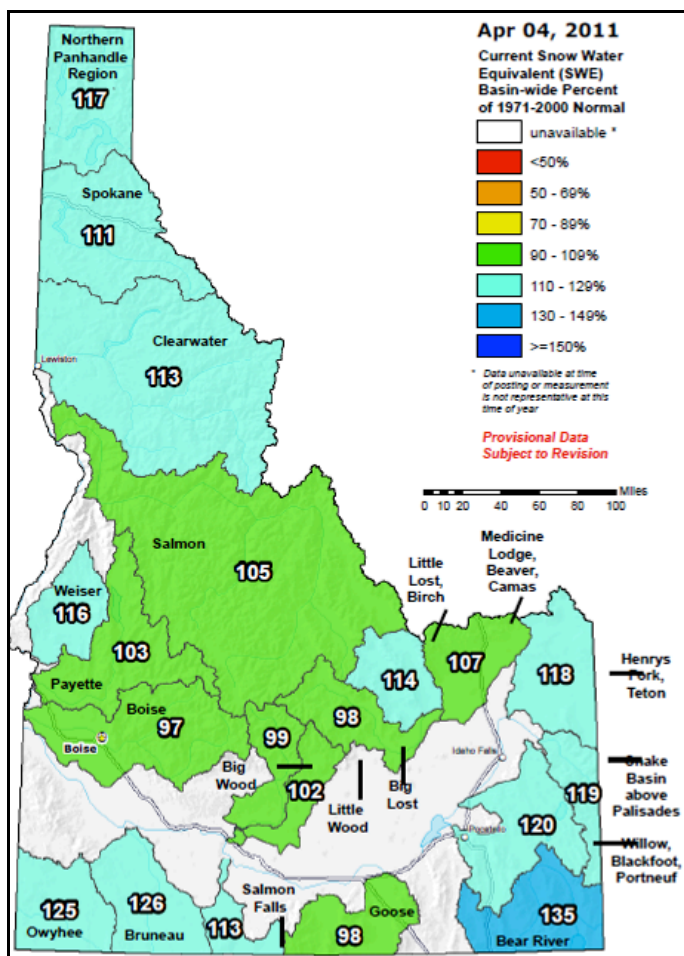 Apr 04, 2011
Current Snow Water
Equivalent (SWE)
Basin-wide Percent
of 1971-2000 Normal
unavailable *
<50%
50 - 69%
70 - 89%
90 - 109%
110 - 129%
130 - 149%
>=150%
* Data unavailable at time
of posting or measurement
is not representative at this
time of year
Provisional Data
Subject to Revision
Miles
0 10 20 40 60 80 100
Northern
Panhandle
Region
117
Spokane
111
Clearwater
113
Lewiston
Salmon
105
Weiser
116
103
Payette
Boise
97
Boise
Little
Lost,
Birch
Medicine
Lodge,
Beaver,
Camas
107
114
118
Henrys
Fork,
Teton
98
99
Big
Wood
102
Little
Wood
Big
Lost
Idaho Falls
Snake
Basin
above
Palisades
119
120
Pocatello
Willow,
Blackfoot,
Portneuf
125
Owyhee
126
Bruneau
113
Salmon
Falls
Goose
98
135
Bear River